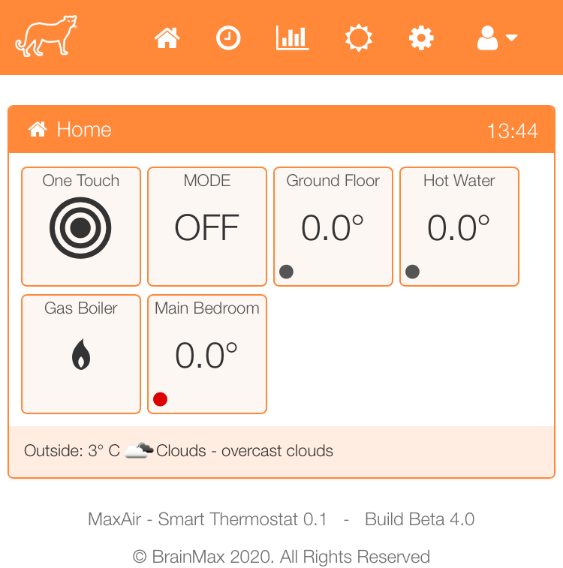 Home 13:44
One Touch MODE Ground Floor Hot Water
OFF 0.0° 0.0°
Gas Boiler Main Bedroom
0.0°
Outside: 3° C Clouds - overcast clouds
MaxAir - Smart Thermostat 0.1 - Build Beta 4.0
© BrainMax 2020. All Rights Reserved